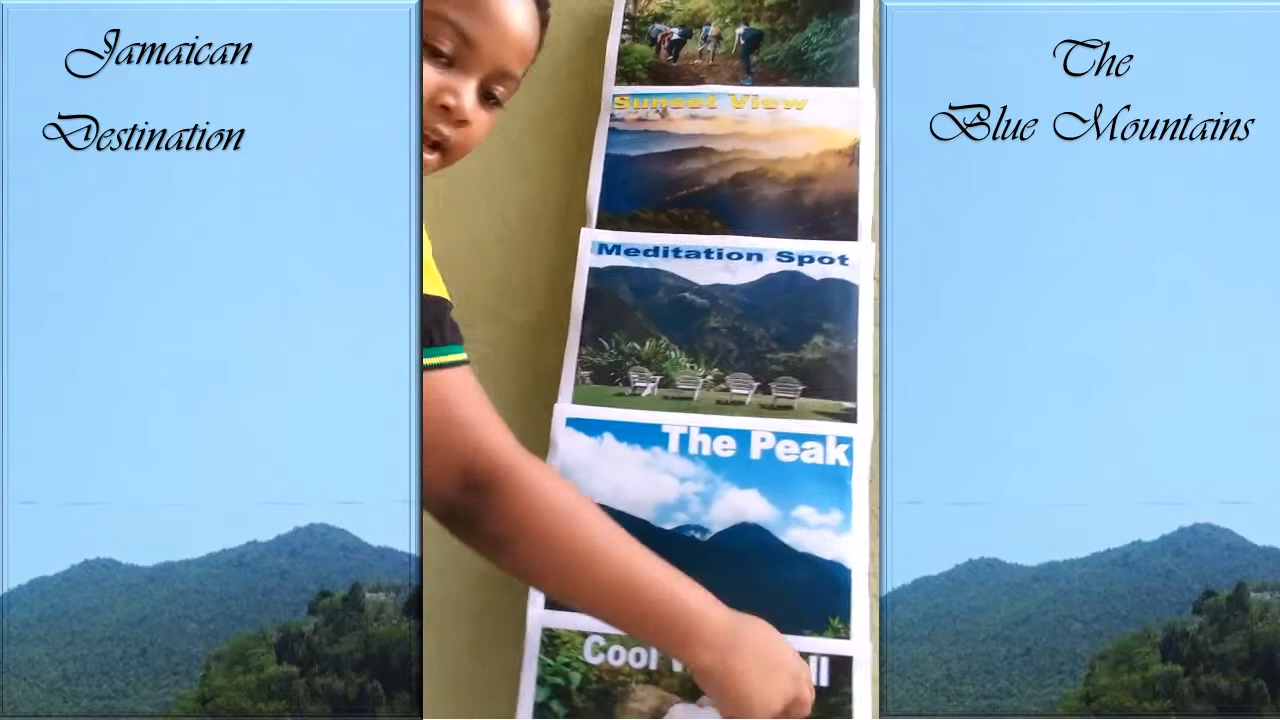 Jamaican
Destination
Sunset View
Meditation Spot
The Peak
Cool
The
Blue Mountains